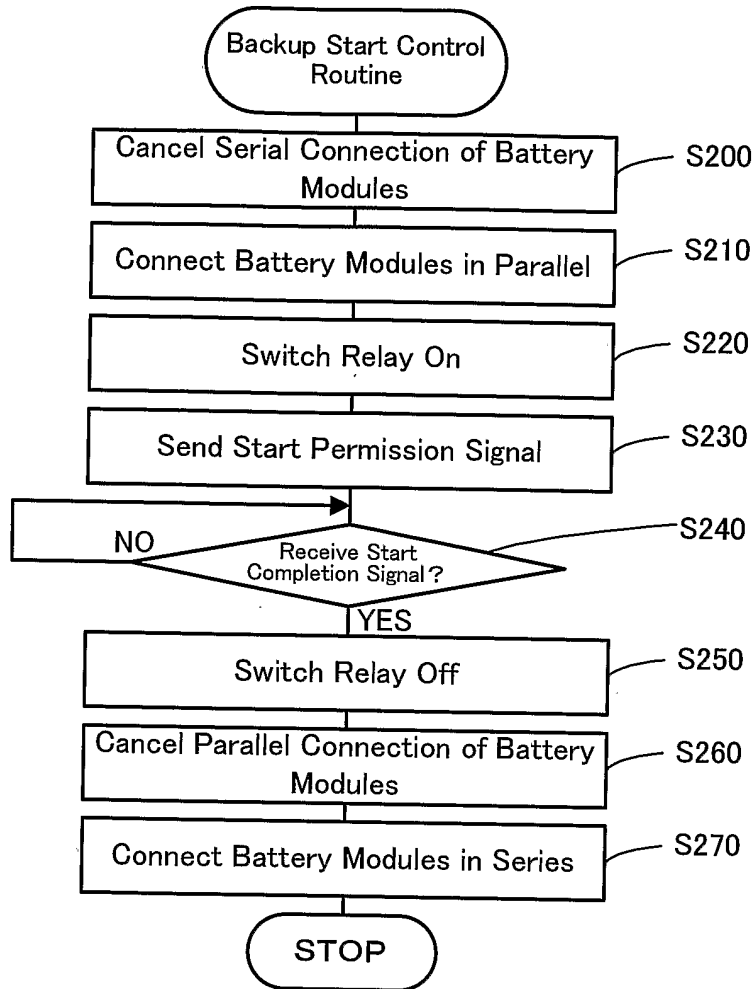 Backup Start Control
Routine
Cancel Serial Connection of Battery
Modules
S200
Connect Battery Modules in Parallel
S210
Switch Relay On
S220
Send Start Permission Signal
S230
NO
Receive Start
Completion Signal?
S240
YES
Switch Relay Off
S250
Cancel Parallel Connection of Battery
Modules
S260
Connect Battery Modules in Series
S270
STOP